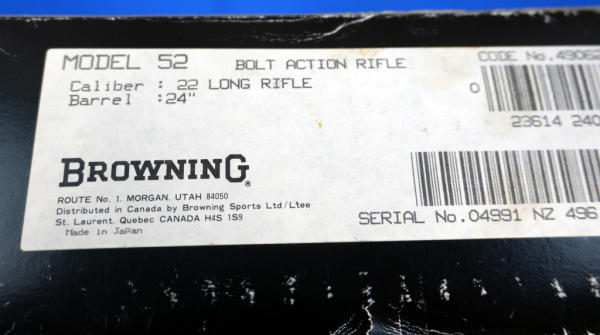 MODEL 52 BOLT ACTION RIFLE
Caliber : 22 LONG RIFLE
Barrel : 24"
CODE No.
0
23614
BROWNING®
ROUTE No. 1, MORGAN, UTAH 84050
Distributed in Canada by Browning Sports Ltd/Ltee
St. Laurent, Quebec CANADA H4S 1S9
Made in Japan
SERIAL No. 04991 NZ 496